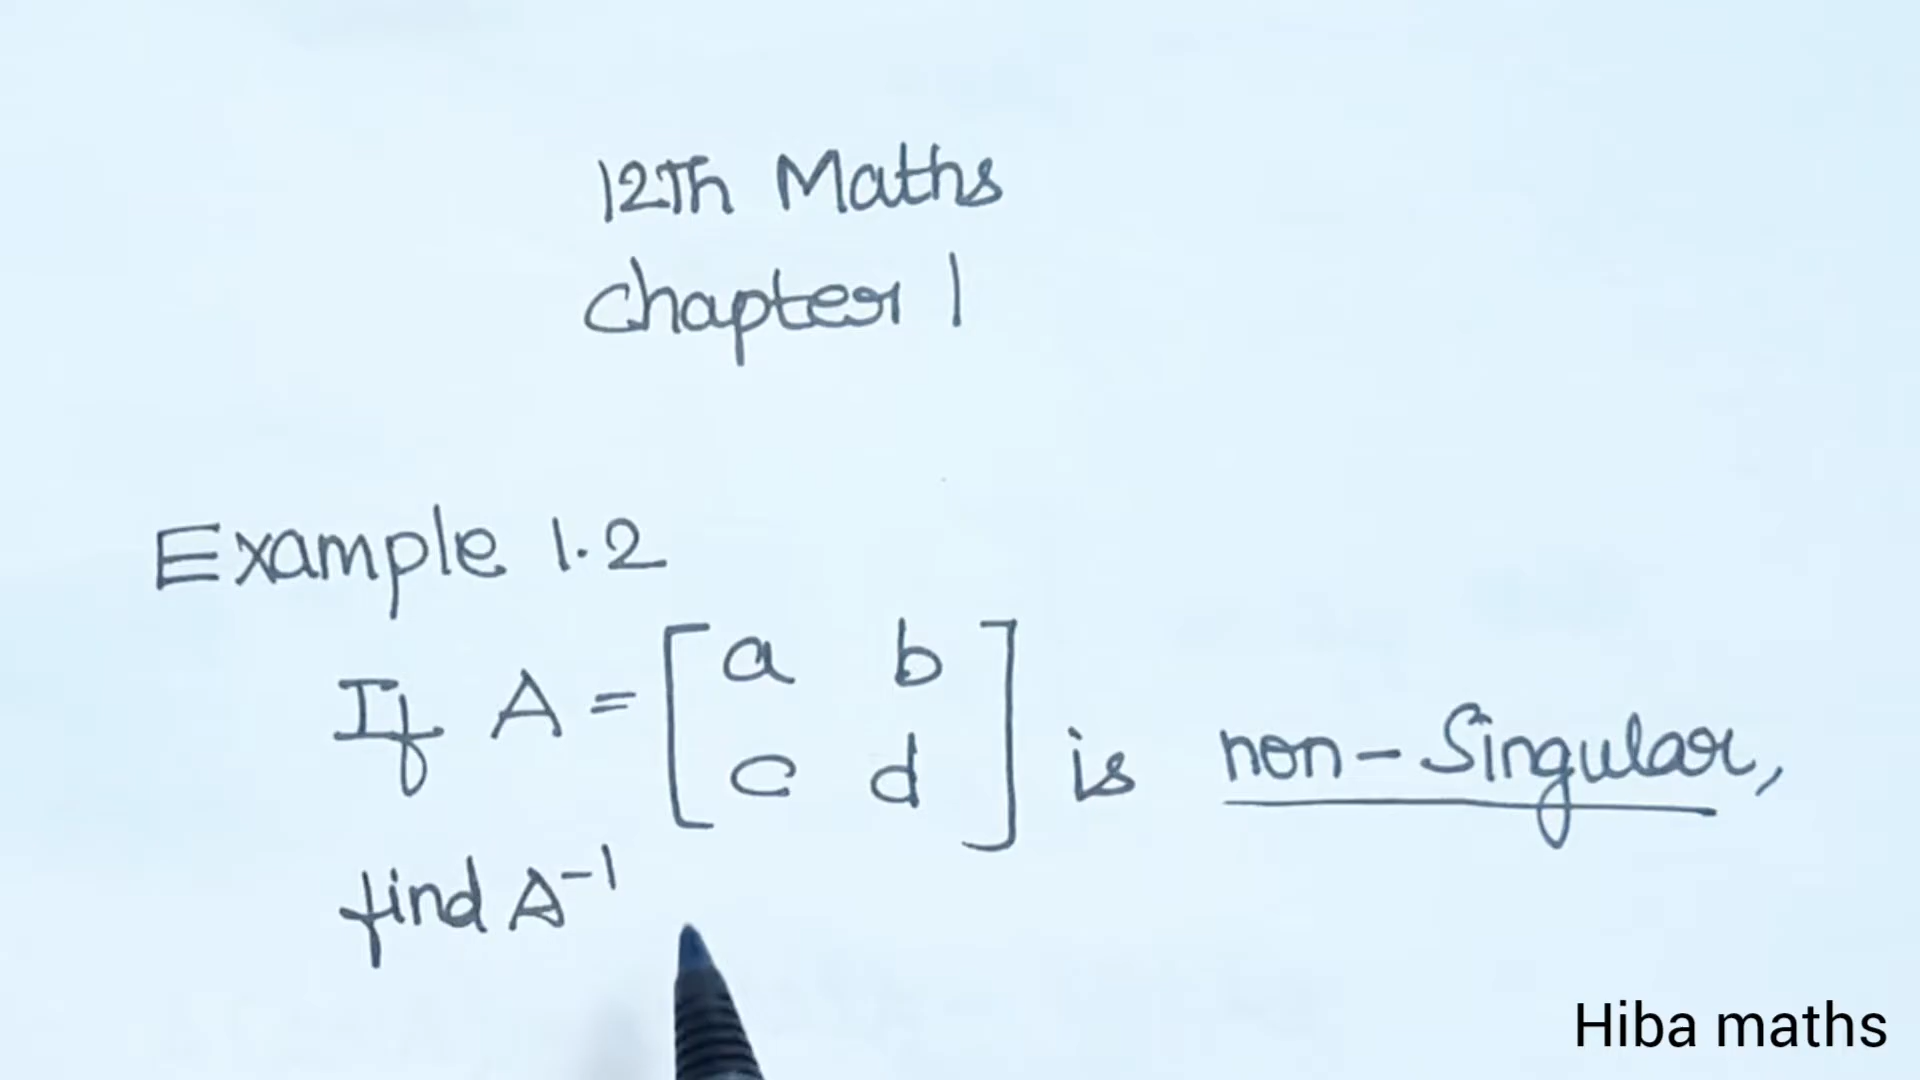 12Th Maths
Chapter 1
Example 1.2
If A = [a b
c d] is non-Singular,
find A⁻¹
Hiba maths